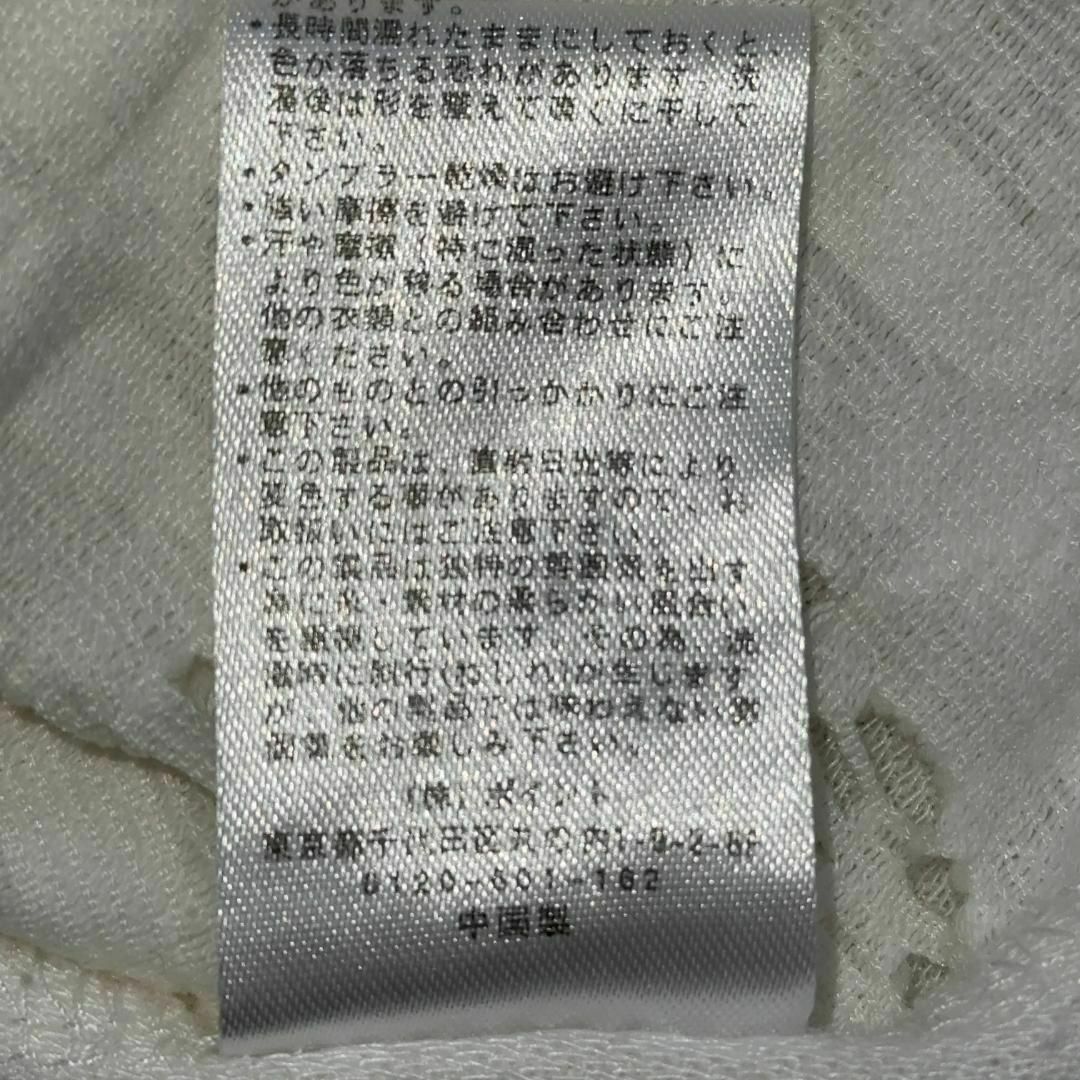 があります。
・長時間濡れたままにしておくと、
色が落ちる恐れがあります。洗
濯後は形を整えて速くに干して
下さい。
・タンブラー乾燥はお避け下さい。
・強い摩擦を避けて下さい。
・汗や摩擦(特に湿った状態)に
より色が移る場合があります。
他の衣類との組み合わせにご注
意ください。
・他のものとの引っかかりにご注
意下さい。
・この製品は、直射日光等により
変色する事がありますので、お
取扱いにはご注意下さい
・この製品は独特の雰囲気を出す
為に糸・素材の柔らかい風合い
を重視しています その為 洗
濯時に斜行(ねじれ)が生じます
が、他の製品では味わえない
をお楽しみ下さい。
(株)ポイント
東京都千代田区丸の内1-9-2-8F
0120-601-162
中国製